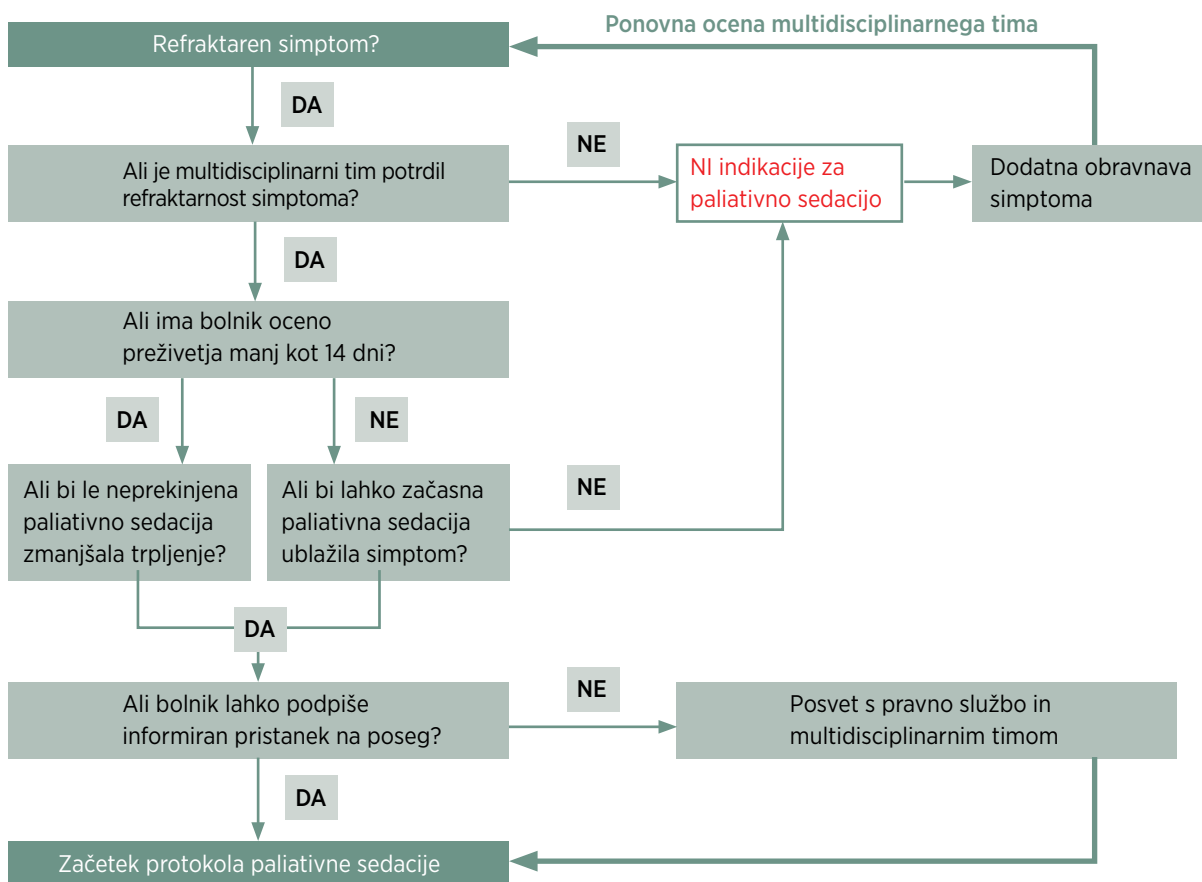 Ponovna ocena multidisciplinarnega tima
Refraktaren simptom?
DA
Ali je multidisciplinarni tim potrdil
refraktarnost simptoma?
NE
NI indikacije za
paliativno sedacijo
Dodatna obravnava
simptoma
DA
Ali ima bolnik oceno
preživetja manj kot 14 dni?
DA
NE
Ali bi le neprekinjena
paliativno sedacija
zmanjšala trpljenje?
Ali bi lahko začasna
paliativna sedacija
ublažila simptom?
NE
DA
Ali bolnik lahko podpiše
informiran pristanek na poseg?
NE
Posvet s pravno službo in
multidisciplinarnim timom
DA
Začetek protokola paliativne sedacije